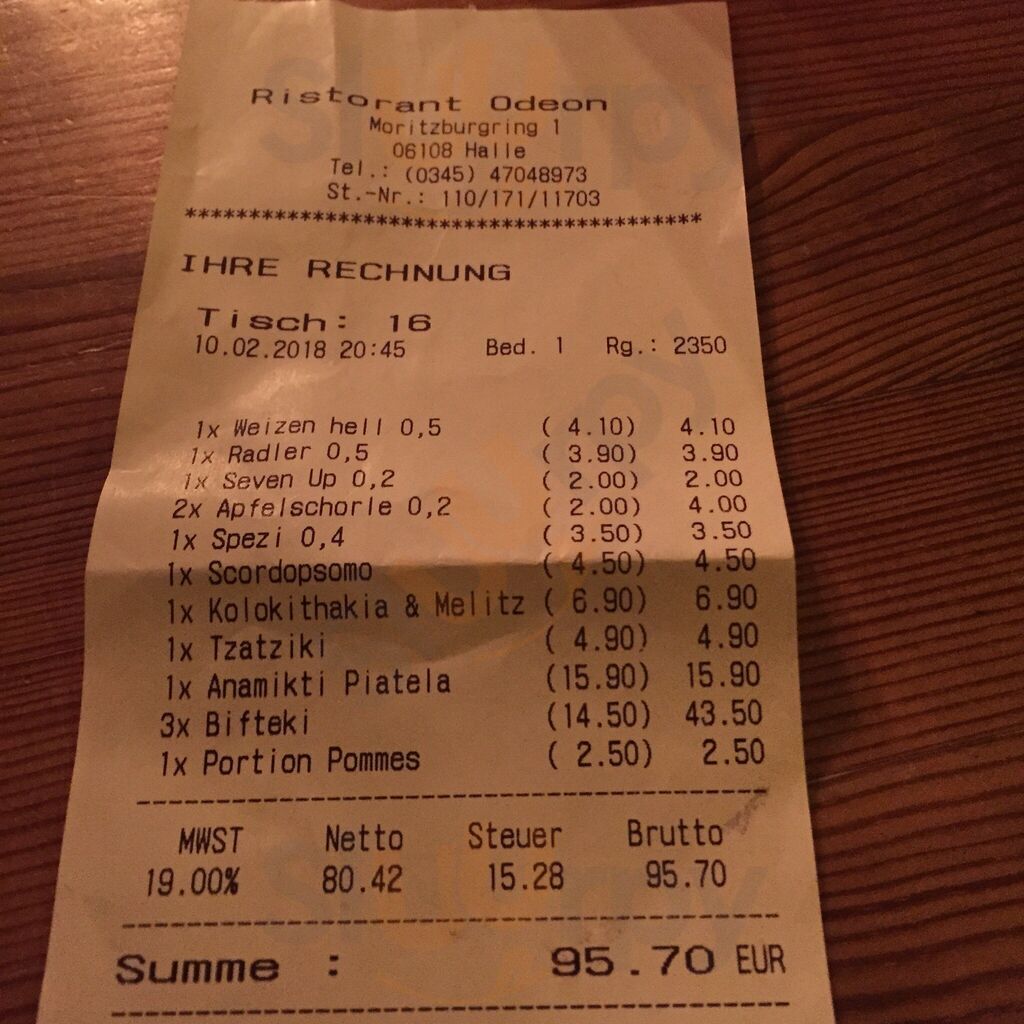 Ristorant Odeon
Moritzburgring 1
06108 Halle
Tel.: (0345) 47048973
St.-Nr.: 110/171/11703
****************************************
IHRE RECHNUNG
Tisch: 16
10.02.2018 20:45 Bed. 1 Rg.: 2350
1x Weizen hell 0,5 ( 4.10) 4.10
1x Radler 0,5 ( 3.90) 3.90
1x Seven Up 0,2 ( 2.00) 2.00
2x Apfelschorle 0,2 ( 2.00) 4.00
1x Spezi 0,4 ( 3.50) 3.50
1x Scordopsomo ( 4.50) 4.50
1x Kolokithakia & Melitz ( 6.90) 6.90
1x Tzatziki ( 4.90) 4.90
1x Anamikti Piatela (15.90) 15.90
3x Bifteki (14.50) 43.50
1x Portion Pommes ( 2.50) 2.50
MWST Netto Steuer Brutto
19.00% 80.42 15.28 95.70
Summe : 95.70 EUR